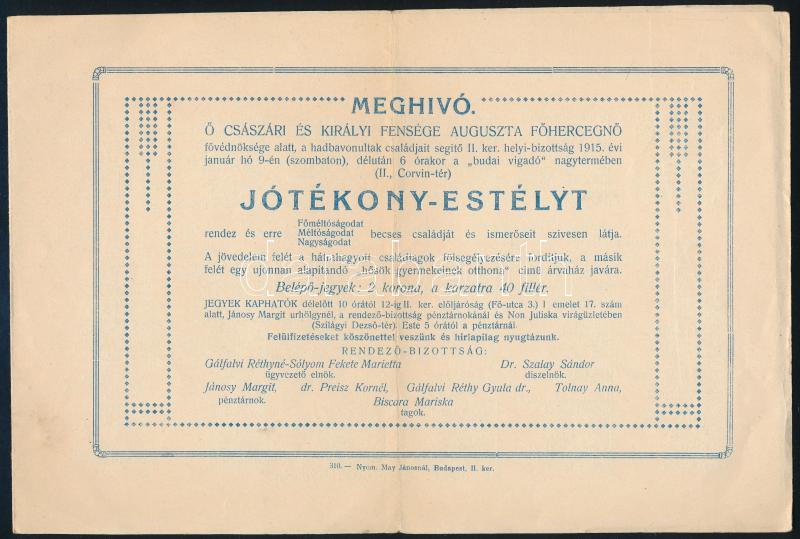 MEGHIVÓ.
Ő CSÁSZÁRI ÉS KIRÁLYI FENSÉGE AUGUSZTA FŐHERCEGNŐ
fővédnöksége alatt, a hadbavonultak családjait segitő II. ker. helyi-bizottság 1915. évi
január hó 9-én (szombaton), délután 6 órakor a „budai vigadó“ nagytermében
(II., Corvin-tér)
JÓTÉKONY-ESTÉLYT
Főméltóságodat
rendez és erre Méltóságodat becses családját és ismerőseit szivesen látja.
Nagyságodat
A jövedelem felét a hátrahagyott családtagok fölsegélyezésére forditjuk, a másik
felét egy ujonnan alapitandó „hősök gyermekeinek otthona“ cimü árvaház javára.
Belépő-jegyek: 2 korona, a karzatra 40 fillér.
JEGYEK KAPHATÓK délelőtt 10 órától 12-ig II. ker. előljáróság (Fő-utca 3.) I emelet 17. szám
alatt, Jánosy Margit urhölgynél, a rendező-bizottság pénztárnokánál és Non Juliska virágüzletében
(Szilágyi Dezső-tér). Este 5 órától a pénztárnál.
Felülfizetéseket köszönettel veszünk és hirlapilag nyugtázunk.
RENDEZŐ-BIZOTTSÁG:
Gálfalvi Réthyné-Sólyom Fekete Marietta Dr. Szalay Sándor
ügyvezető elnök. diszelnök.
Jánosy Margit, dr. Preisz Kornél, Gálfalvi Réthy Gyula dr., Tolnay Anna,
pénztárnok. Biscara Mariska
tagok.
310. — Nyom. May Jánosnál, Budapest, II. ker.